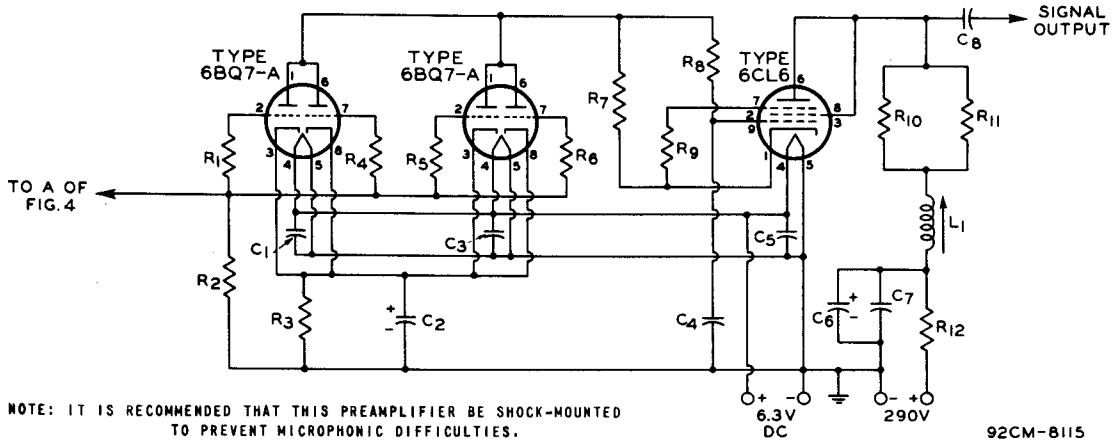 SIGNAL
OUTPUT
C8
TYPE
6BQ7-A
TYPE
6BQ7-A
TYPE
6CL6
R8
R7
R9
R10
R11
1
6
2
7
3
4
5
8
1
6
2
7
3
4
5
8
6
7
2
9
8
3
1
4
5
R1
R4
R5
R6
TO A OF
FIG. 4
C1
C3
C5
L1
R2
R3
+
-
C2
C4
C6
+
-
C7
R12
+
-
-
+
6.3V
DC
290V
NOTE: IT IS RECOMMENDED THAT THIS PREAMPLIFIER BE SHOCK-MOUNTED
TO PREVENT MICROPHONIC DIFFICULTIES.
92CM-8115